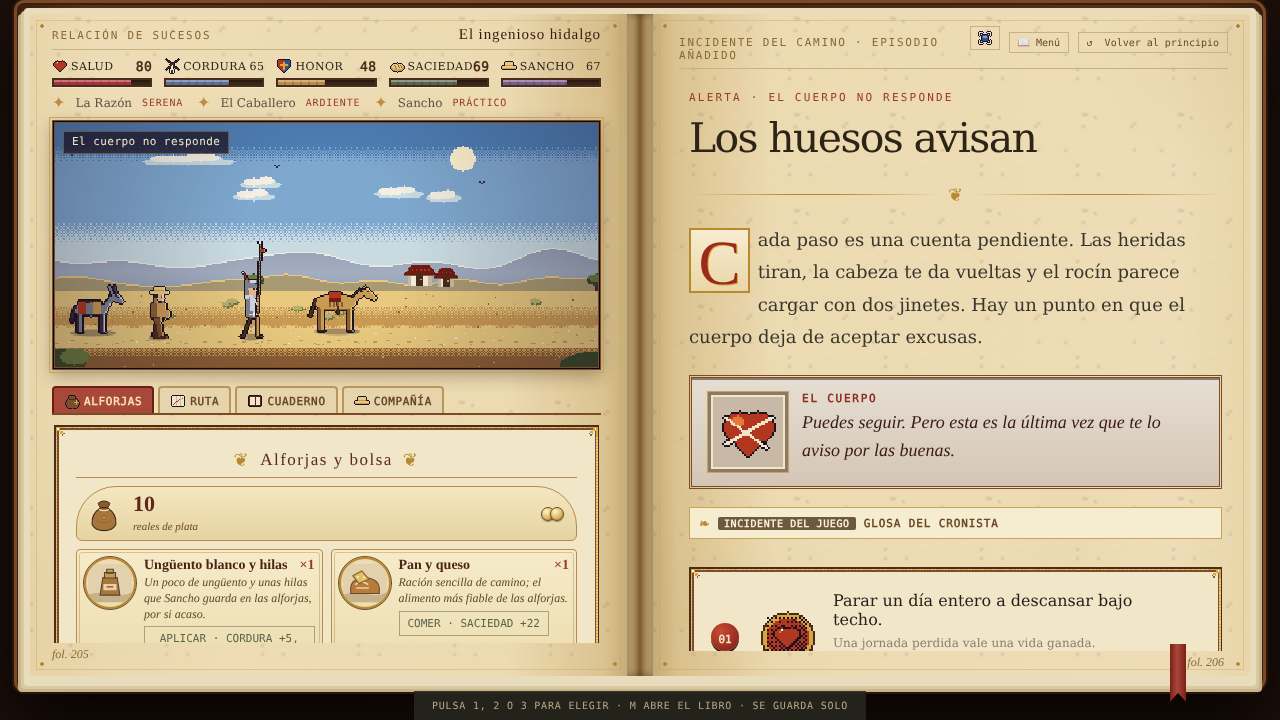 RELACIÓN DE SUCESOS
El ingenioso hidalgo
SALUD 80
CORDURA 65
HONOR 48
SACIEDAD 69
SANCHO 67
La Razón SERENA
El Caballero ARDIENTE
Sancho PRÁCTICO
El cuerpo no responde
ALFORJAS
RUTA
CUADERNO
COMPAÑÍA
Alforjas y bolsa
10
reales de plata
Ungüento blanco y hilas ×1
Un poco de ungüento y unas hilas
que Sancho guarda en las alforjas,
por si acaso.
APLICAR · CORDURA +5,
Pan y queso ×1
Ración sencilla de camino; el
alimento más fiable de las alforjas.
COMER · SACIEDAD +22
fol. 205
INCIDENTE DEL CAMINO · EPISODIO
AÑADIDO
Menú
↺ Volver al principio
ALERTA · EL CUERPO NO RESPONDE
Los huesos avisan
Cada paso es una cuenta pendiente. Las heridas
tiran, la cabeza te da vueltas y el rocín parece
cargar con dos jinetes. Hay un punto en que el
cuerpo deja de aceptar excusas.
EL CUERPO
Puedes seguir. Pero esta es la última vez que te lo
aviso por las buenas.
INCIDENTE DEL JUEGO GLOSA DEL CRONISTA
01
Parar un día entero a descansar bajo
techo.
Una jornada perdida vale una vida ganada.
fol. 206
PULSA 1, 2 O 3 PARA ELEGIR · M ABRE EL LIBRO · SE GUARDA SOLO